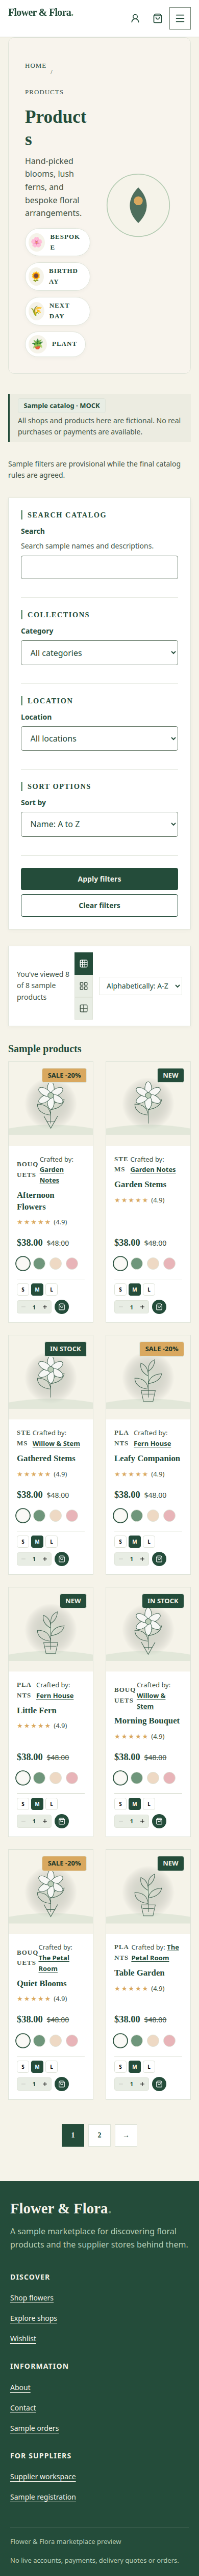 Flower & Flora.
HOME
/
PRODUCTS
Product
s
Hand-picked
blooms, lush
ferns, and
bespoke floral
arrangements.
BESPOK
E
BIRTHD
AY
NEXT
DAY
PLANT
Sample catalog · MOCK
All shops and products here are fictional. No real
purchases or payments are available.
Sample filters are provisional while the final catalog
rules are agreed.
SEARCH CATALOG
Search
Search sample names and descriptions.
COLLECTIONS
Category
All categories
LOCATION
Location
All locations
SORT OPTIONS
Sort by
Name: A to Z
Apply filters
Clear filters
You've viewed 8
of 8 sample
products
Alphabetically: A-Z
Sample products
SALE -20%
BOUQ
UETS
Crafted by:
Garden
Notes
Afternoon
Flowers
★★★★★ (4.9)
$38.00 $48.00
S M L
− 1 +
NEW
STE
MS
Crafted by:
Garden Notes
Garden Stems
★★★★★ (4.9)
$38.00 $48.00
S M L
− 1 +
IN STOCK
STE
MS
Crafted by:
Willow & Stem
Gathered Stems
★★★★★ (4.9)
$38.00 $48.00
S M L
− 1 +
SALE -20%
PLA
NTS
Crafted by:
Fern House
Leafy Companion
★★★★★ (4.9)
$38.00 $48.00
S M L
− 1 +
NEW
PLA
NTS
Crafted by:
Fern House
Little Fern
★★★★★ (4.9)
$38.00 $48.00
S M L
− 1 +
IN STOCK
BOUQ
UETS
Crafted by:
Willow &
Stem
Morning Bouquet
★★★★★ (4.9)
$38.00 $48.00
S M L
− 1 +
SALE -20%
BOUQ
UETS
Crafted by:
The Petal
Room
Quiet Blooms
★★★★★ (4.9)
$38.00 $48.00
S M L
− 1 +
NEW
PLA
NTS
Crafted by: The
Petal Room
Table Garden
★★★★★ (4.9)
$38.00 $48.00
S M L
− 1 +
1 2 →
Flower & Flora.
A sample marketplace for discovering floral
products and the supplier stores behind them.
DISCOVER
Shop flowers
Explore shops
Wishlist
INFORMATION
About
Contact
Sample orders
FOR SUPPLIERS
Supplier workspace
Sample registration
Flower & Flora marketplace preview
No live accounts, payments, delivery quotes or orders.